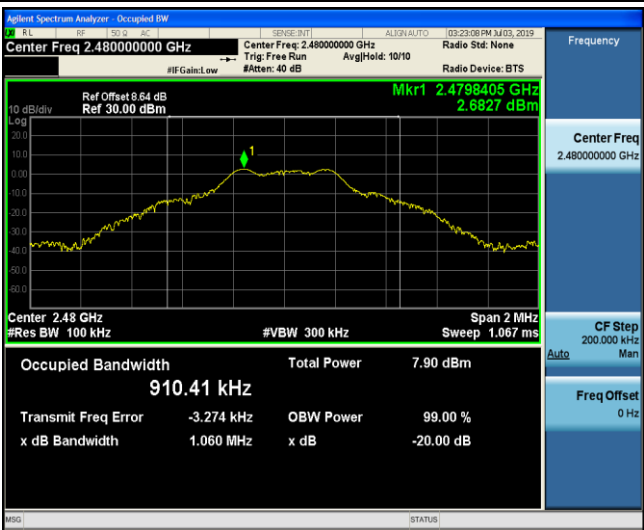 Agilent Spectrum Analyzer - Occupied BW
RL RF 50 Ω AC SENSE:INT ALIGN AUTO 03:23:08 PM Jul 03, 2019
Center Freq 2.480000000 GHz Center Freq: 2.480000000 GHz Radio Std: None Frequency
Trig: Free Run Avg|Hold: 10/10
#IFGain:Low #Atten: 40 dB Radio Device: BTS
Mkr1 2.4798405 GHz
2.6827 dBm
Ref Offset 8.64 dB
10 dB/div Ref 30.00 dBm
Log
20.0
10.0
0.00
-10.0
-20.0
-30.0
-40.0
-50.0
-60.0
1
Center 2.48 GHz Span 2 MHz
#Res BW 100 kHz #VBW 300 kHz Sweep 1.067 ms
Occupied Bandwidth Total Power 7.90 dBm
910.41 kHz
Transmit Freq Error -3.274 kHz OBW Power 99.00 %
x dB Bandwidth 1.060 MHz x dB -20.00 dB
Center Freq
2.480000000 GHz
CF Step
200.000 kHz
Auto Man
Freq Offset
0 Hz
MSG STATUS